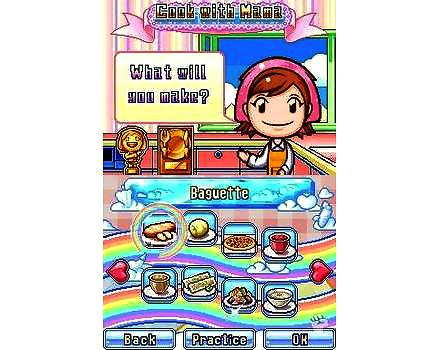 Cook with Mama
What will
you make?
Baguette
Back
Practice
OK